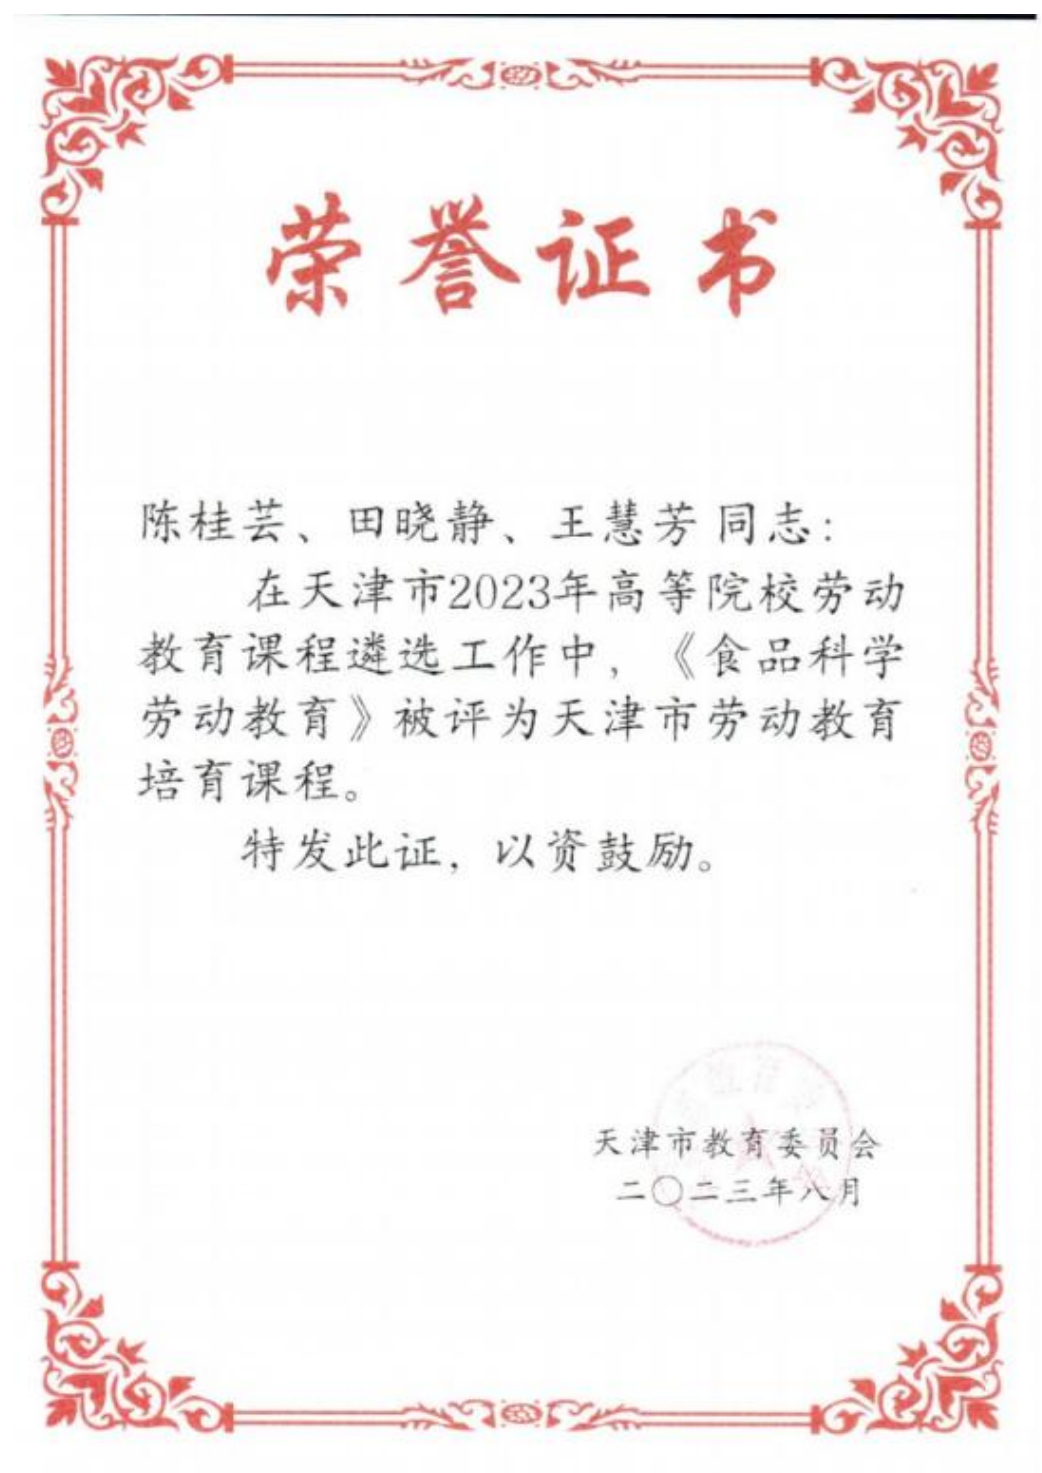 荣誉证书
陈桂芸、田晓静、王慧芳 同志：
在天津市2023年高等院校劳动
教育课程遴选工作中，《食品科学
劳动教育》被评为天津市劳动教育
培育课程。
特发此证，以资鼓励。
天津市教育委员会
二〇二三年八月